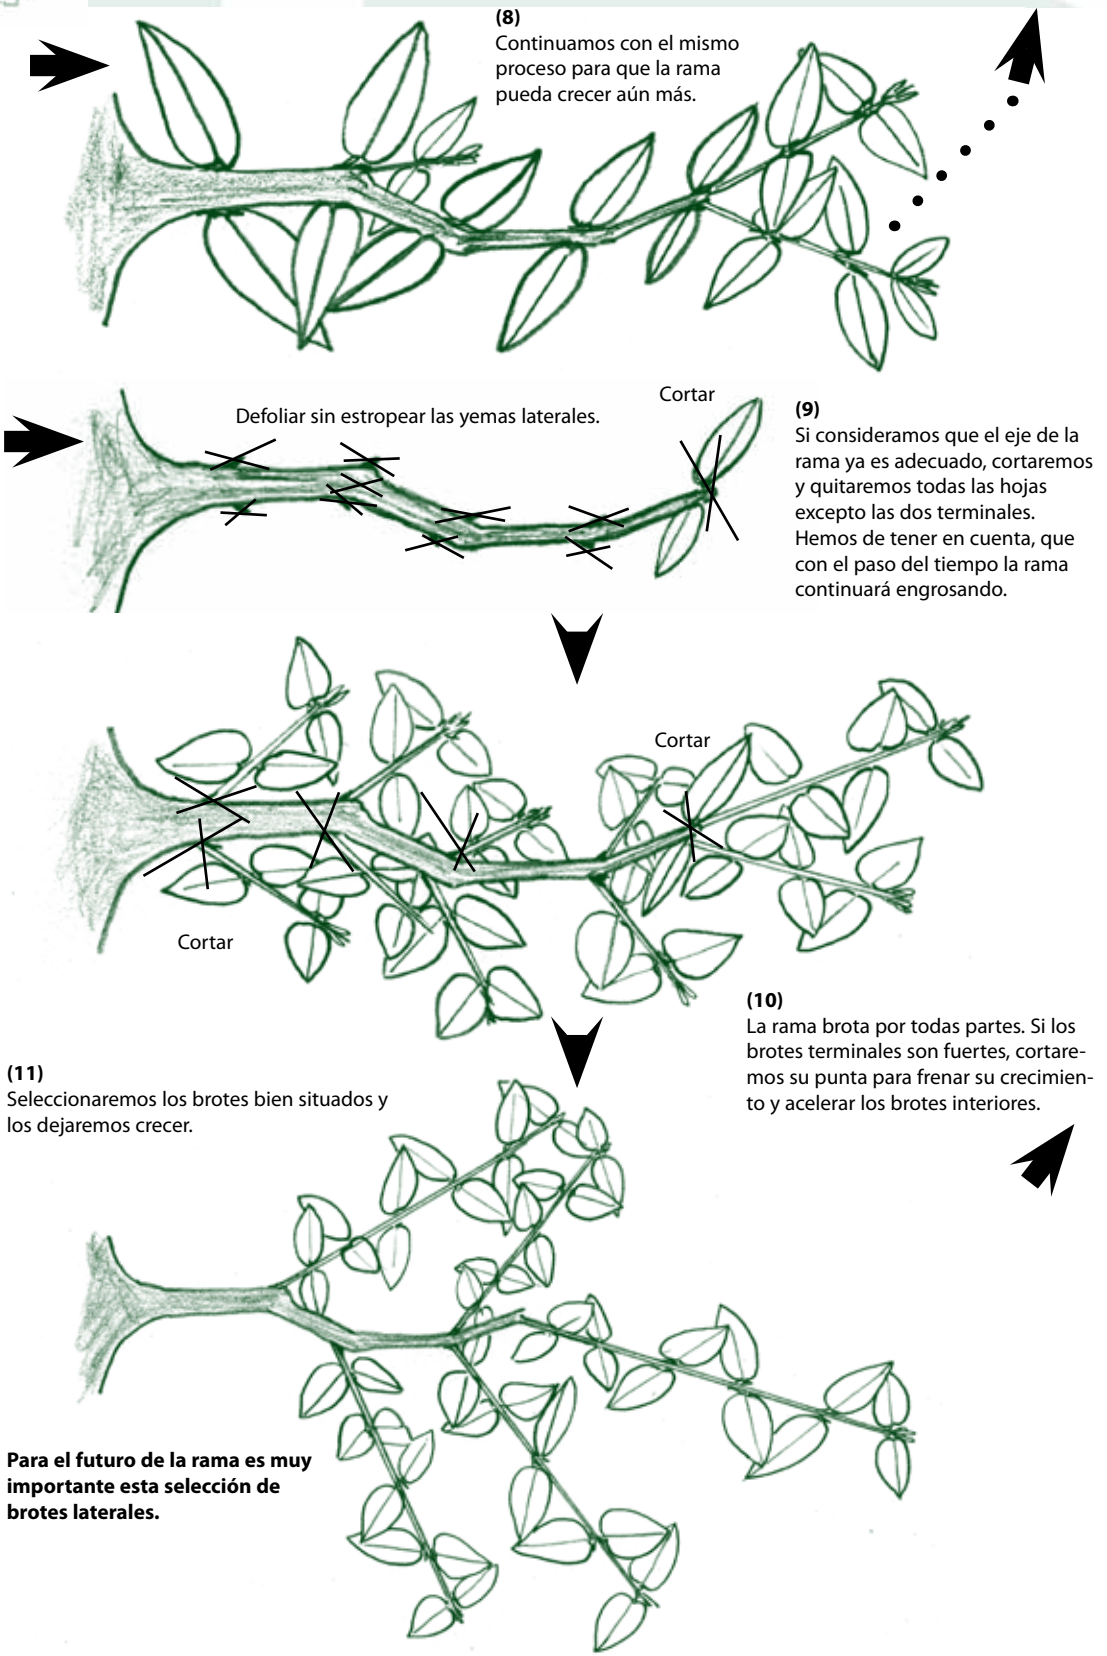 (8)
Continuamos con el mismo
proceso para que la rama
pueda crecer aún más.
Defoliar sin estropear las yemas laterales.
Cortar
(9)
Si consideramos que el eje de la
rama ya es adecuado, cortaremos
y quitaremos todas las hojas
excepto las dos terminales.
Hemos de tener en cuenta, que
con el paso del tiempo la rama
continuará engrosando.
Cortar
Cortar
(10)
La rama brota por todas partes. Si los
brotes terminales son fuertes, cortare-
mos su punta para frenar su crecimien-
to y acelerar los brotes interiores.
(11)
Seleccionaremos los brotes bien situados y
los dejaremos crecer.
Para el futuro de la rama es muy
importante esta selección de
brotes laterales.